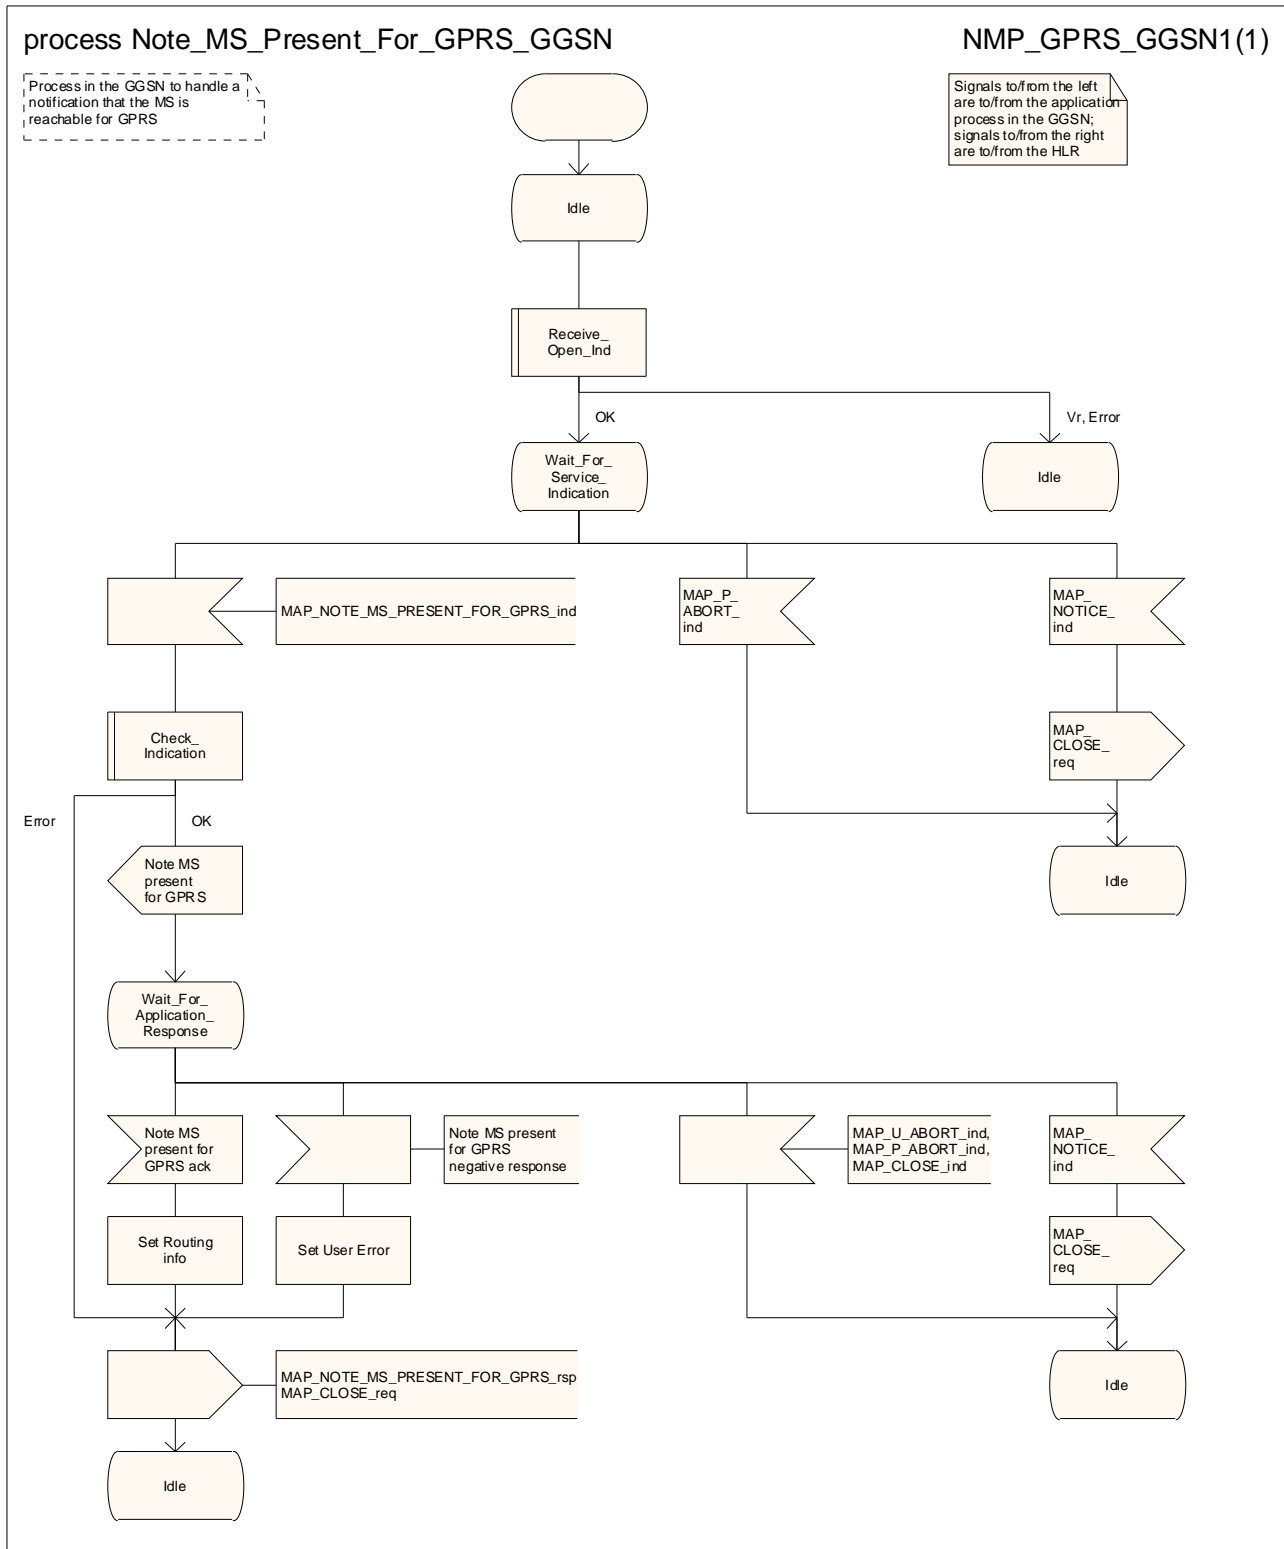 process Note_MS_Present_For_GPRS_GGSN
NMP_GPRS_GGSN1(1)
Process in the GGSN to handle a
notification that the MS is
reachable for GPRS
Signals to/from the left
are to/from the application
process in the GGSN;
signals to/from the right
are to/from the HLR
Idle
Receive_
Open_Ind
OK
Vr, Error
Wait_For_
Service_
Indication
Idle
MAP_NOTE_MS_PRESENT_FOR_GPRS_ind
MAP_P_
ABORT_
ind
MAP_
NOTICE_
ind
Check_
Indication
MAP_
CLOSE_
req
Error
OK
Note MS
present
for GPRS
Idle
Wait_For_
Application_
Response
Note MS
present for
GPRS ack
Note MS present
for GPRS
negative response
MAP_U_ABORT_ind,
MAP_P_ABORT_ind,
MAP_CLOSE_ind
MAP_
NOTICE_
ind
Set Routing
info
Set User Error
MAP_
CLOSE_
req
MAP_NOTE_MS_PRESENT_FOR_GPRS_rsp
MAP_CLOSE_req
Idle
Idle